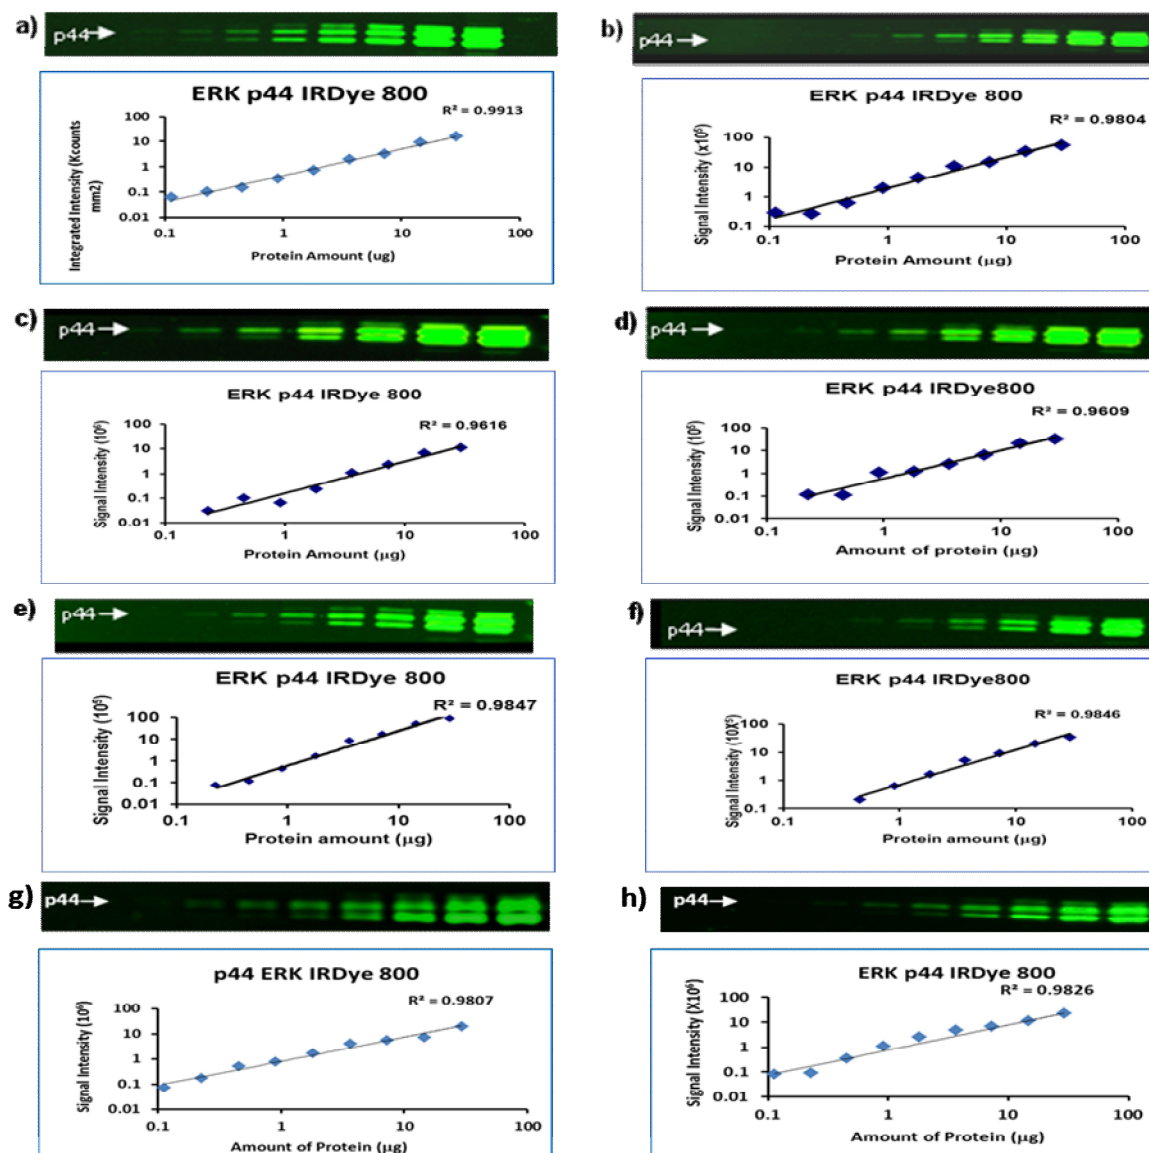 a)
p44
ERK p44 IRDye 800
R² = 0.9913
Integrated Intensity (Kcounts
mm2)
100
10
1
0.1
0.01
0.1 1 10 100
Protein Amount (ug)
b)
p44
ERK p44 IRDye 800
R² = 0.9804
Signal Intensity (x10⁶)
100
10
1
0.1
0.1 1 10 100
Protein Amount (µg)
c)
p44
ERK p44 IRDye 800
R² = 0.9616
Signal Intensity (10⁶)
100
10
1
0.1
0.01
0.1 1 10 100
Protein Amount (µg)
d)
p44
ERK p44 IRDye800
R² = 0.9609
Signal Intensity (10⁶)
100
10
1
0.1
0.01
0.1 1 10 100
Amount of protein (µg)
e)
p44
ERK p44 IRDye 800
R² = 0.9847
Signal Intensity (10⁵)
100
10
1
0.1
0.01
0.1 1 10 100
Protein amount (µg)
f)
p44
ERK p44 IRDye800
R² = 0.9846
Signal Intensity (10X⁵)
100
10
1
0.1
0.1 1 10 100
Protein amount (µg)
g)
p44
p44 ERK IRDye 800
R² = 0.9807
Signal Intensity (10⁶)
100
10
1
0.1
0.01
0.1 1 10 100
Amount of Protein (µg)
h)
p44
ERK p44 IRDye 800
R² = 0.9826
Signal Intensity (X10⁶)
100
10
1
0.1
0.01
0.1 1 10 100
Amount of Protein (µg)